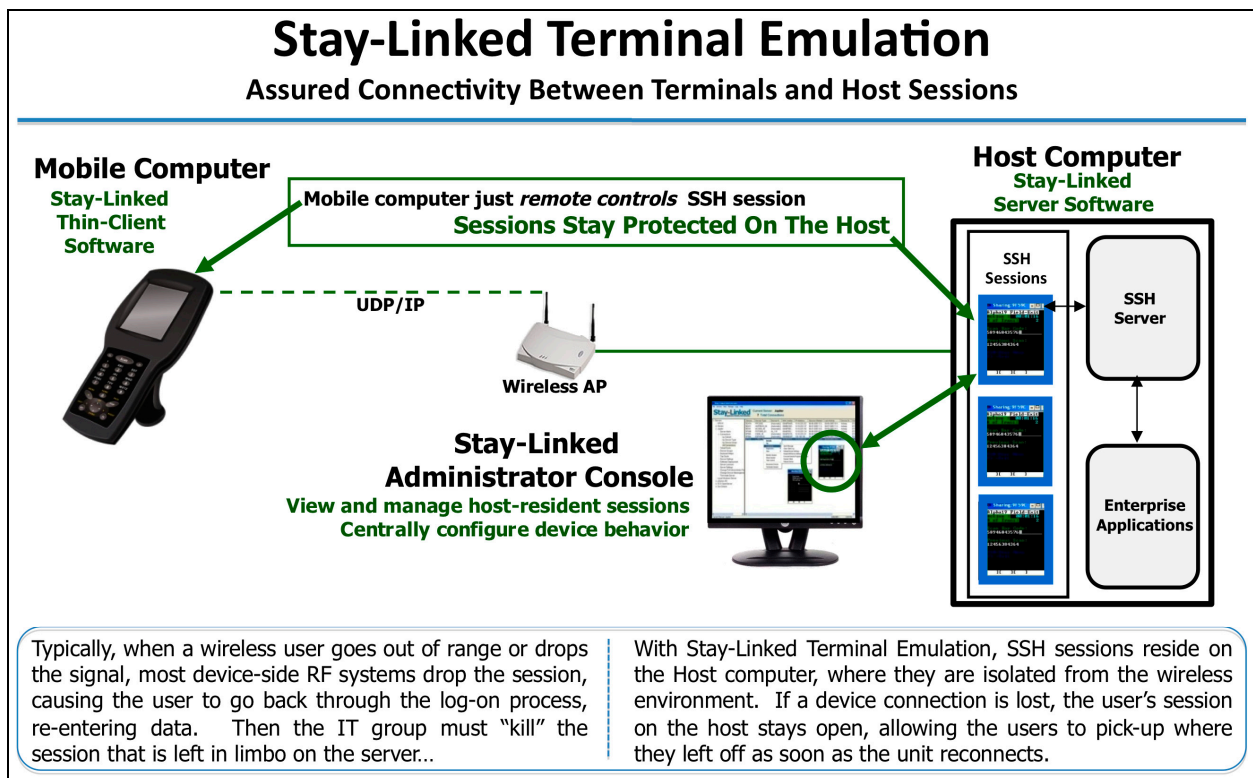 Stay-Linked Terminal Emulation
Assured Connectivity Between Terminals and Host Sessions
Mobile Computer
Stay-Linked
Thin-Client
Software
Mobile computer just remote controls SSH session
Sessions Stay Protected On The Host
Host Computer
Stay-Linked
Server Software
SSH
Sessions
SSH
Server
Enterprise
Applications
UDP/IP
Wireless AP
Stay-Linked
Administrator Console
View and manage host-resident sessions
Centrally configure device behavior
Stay-Linked
Typically, when a wireless user goes out of range or drops
the signal, most device-side RF systems drop the session,
causing the user to go back through the log-on process,
re-entering data. Then the IT group must “kill” the
session that is left in limbo on the server...
With Stay-Linked Terminal Emulation, SSH sessions reside on
the Host computer, where they are isolated from the wireless
environment. If a device connection is lost, the user’s session
on the host stays open, allowing the users to pick-up where
they left off as soon as the unit reconnects.